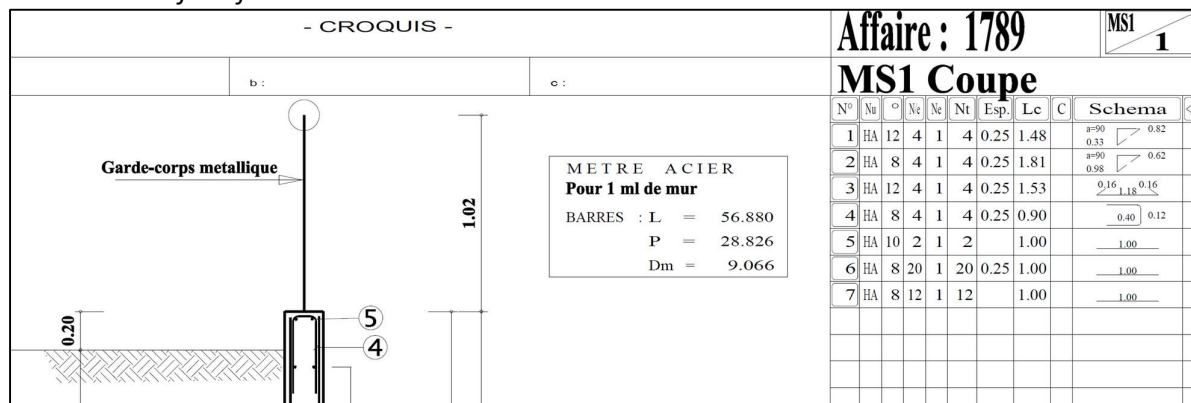 - CROQUIS -
Affaire : 1789
MS1
1
b :
c :
MS1 Coupe
N° Nu ° N/e Ne Nt Esp. Lc C Schema
1 HA 12 4 1 4 0.25 1.48 a=90 0.33 0.82
2 HA 8 4 1 4 0.25 1.81 a=90 0.98 0.62
3 HA 12 4 1 4 0.25 1.53 0.16 1.18 0.16
4 HA 8 4 1 4 0.25 0.90 0.40 0.12
5 HA 10 2 1 2 1.00 1.00
6 HA 8 20 1 20 0.25 1.00 1.00
7 HA 8 12 1 12 1.00 1.00
Garde-corps metallique
METRE ACIER
Pour 1 ml de mur
BARRES : L = 56.880
P = 28.826
Dm = 9.066
1.02
0.20
5
4